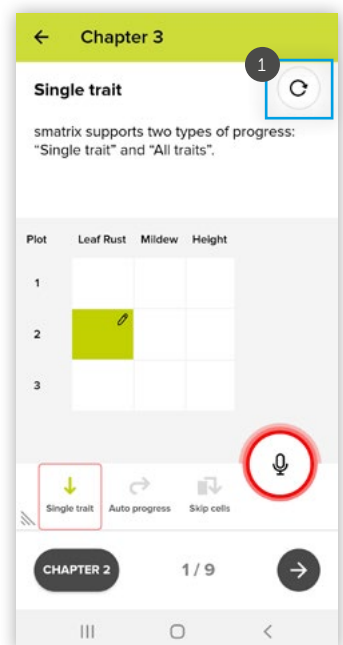 Chapter 3
1
Single trait
smatrix supports two types of progress:
“Single trait” and “All traits”.
Plot Leaf Rust Mildew Height
1
2
3
Single trait Auto progress Skip cells
CHAPTER 2 1 / 9